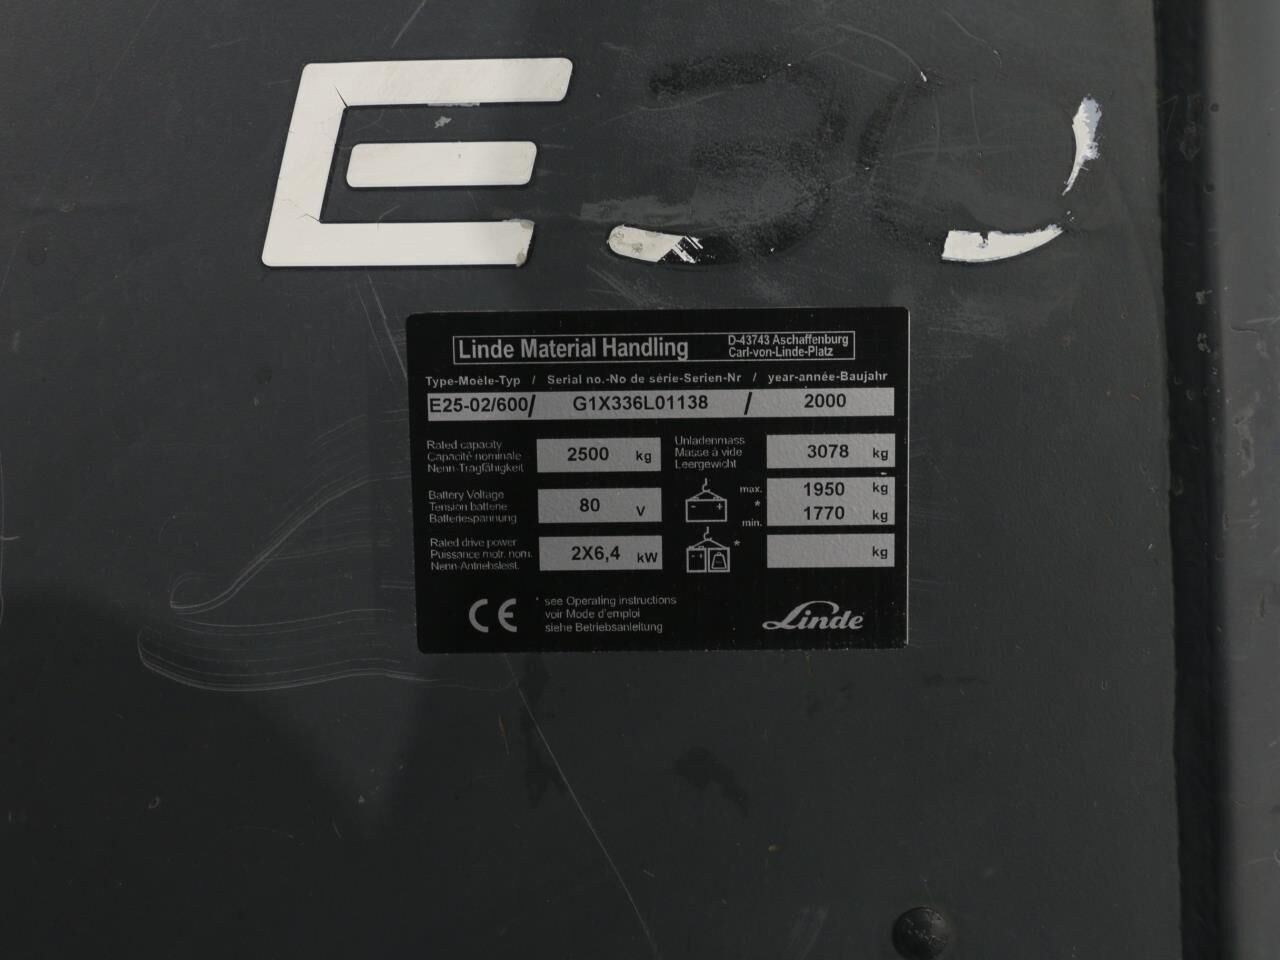 E30
Linde Material Handling
D-43743 Aschaffenburg
Carl-von-Linde-Platz
Type-Moèle-Typ / Serial no.-No de série-Serien-Nr / year-année-Baujahr
E25-02/600/ G1X336L01138 / 2000
Rated capacity
Capacité nominale
Nenn-Tragfähigkeit
2500 kg
Unladenmass
Masse à vide
Leergewicht
3078 kg
Battery Voltage
Tension batterie
Batteriespannung
80 V
- +
max. 1950 kg
*
min. 1770 kg
Rated drive power
Puissance motr. nom.
Nenn-Antriebsleist.
2X6,4 kW
* kg
CE
* see Operating instructions
voir Mode d'emploi
siehe Betriebsanleitung
Linde